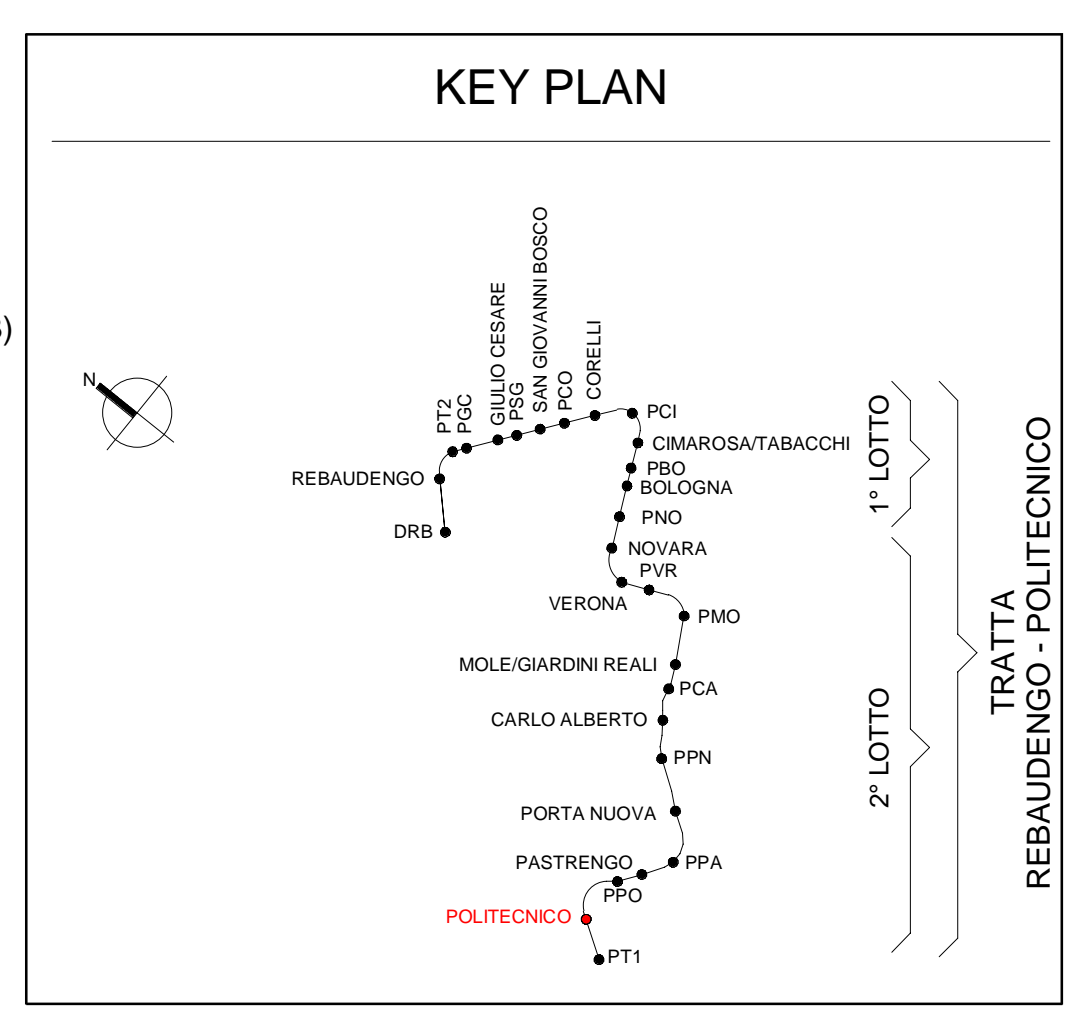 KEY PLAN
3)
N
PT2
PGC
GIULIO CESARE
PSG
SAN GIOVANNI BOSCO
PCO
CORELLI
PCI
CIMAROSA/TABACCHI
REBAUDENGO
PBO
BOLOGNA
DRB
PNO
NOVARA
PVR
VERONA
PMO
MOLE/GIARDINI REALI
PCA
CARLO ALBERTO
PPN
PORTA NUOVA
PASTRENGO
PPA
PPO
POLITECNICO
PT1
1° LOTTO
2° LOTTO
TRATTA
REBAUDENGO - POLITECNICO